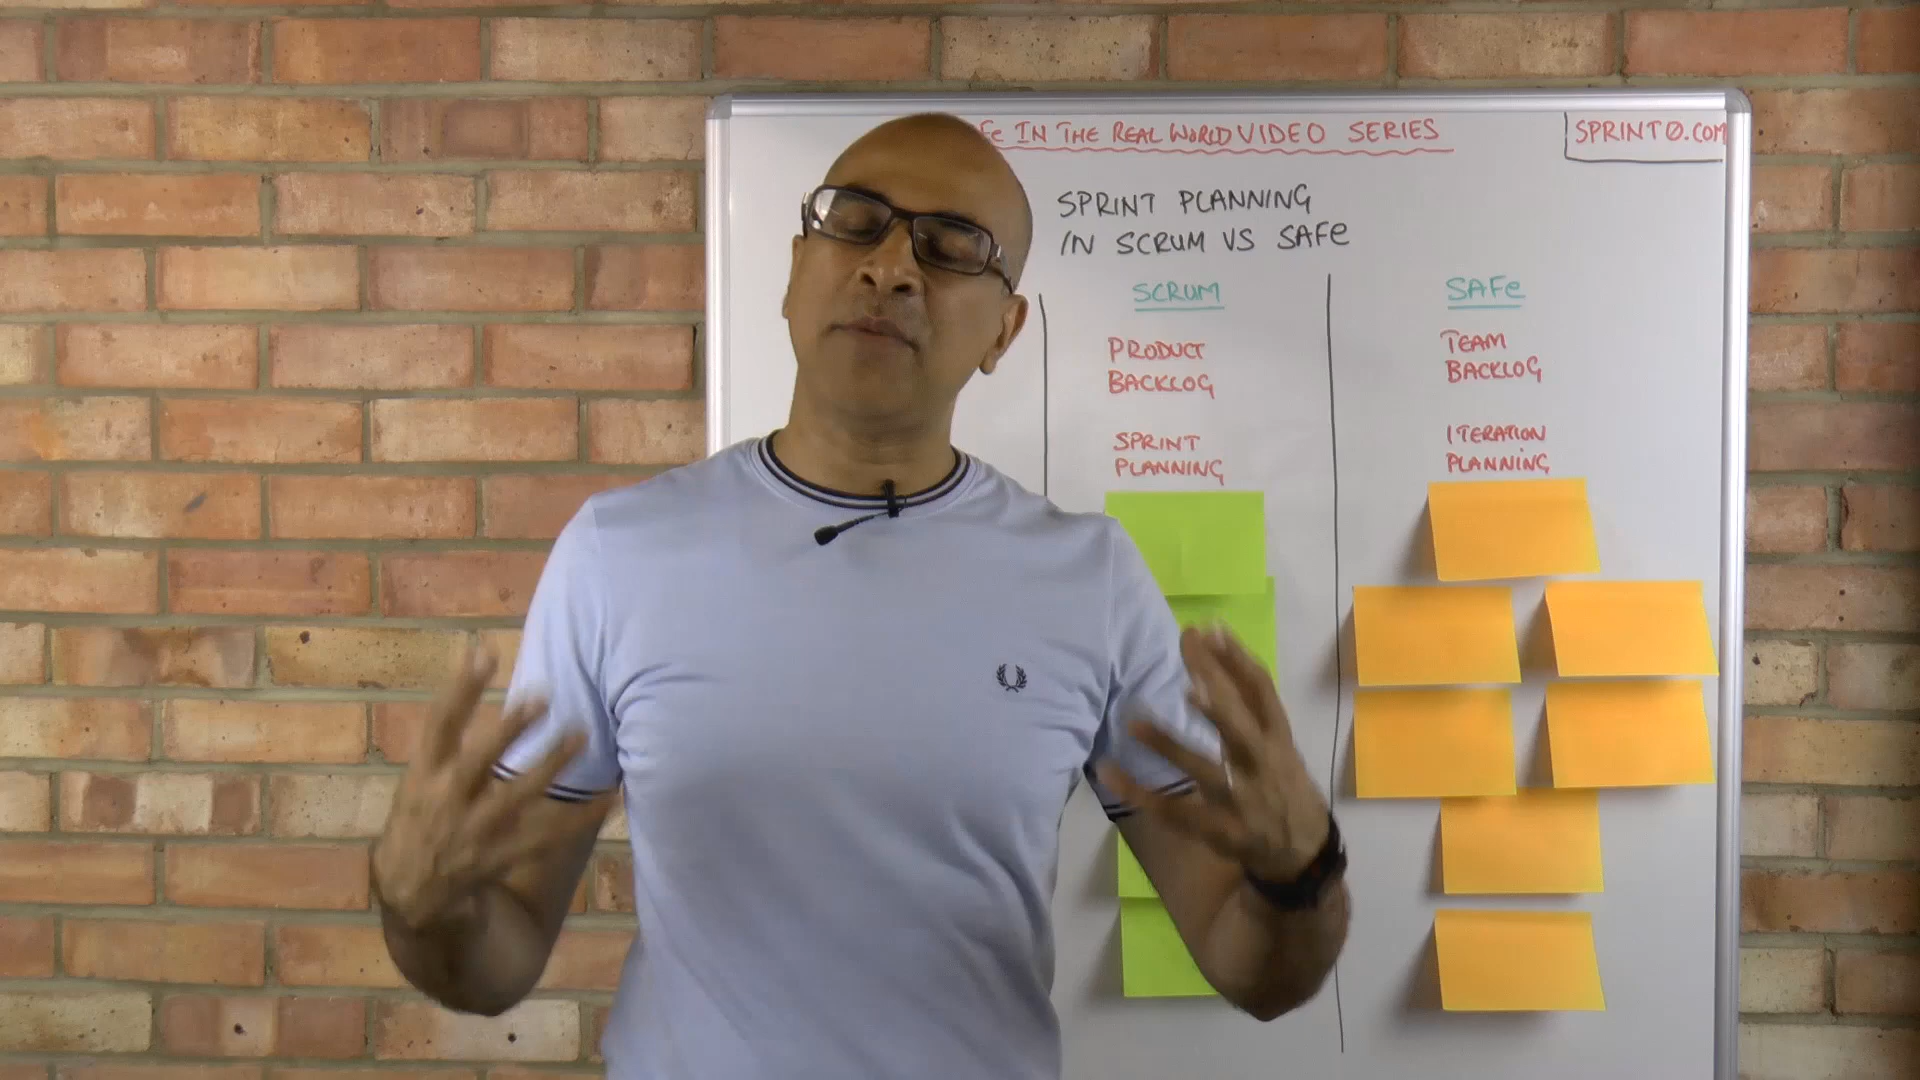 Fe IN THE REAL WORLD VIDEO SERIES
SPRINT0.COM
SPRINT PLANNING
IN SCRUM VS SAFe
SCRUM
SAFe
PRODUCT
BACKLOG
TEAM
BACKLOG
SPRINT
PLANNING
ITERATION
PLANNING